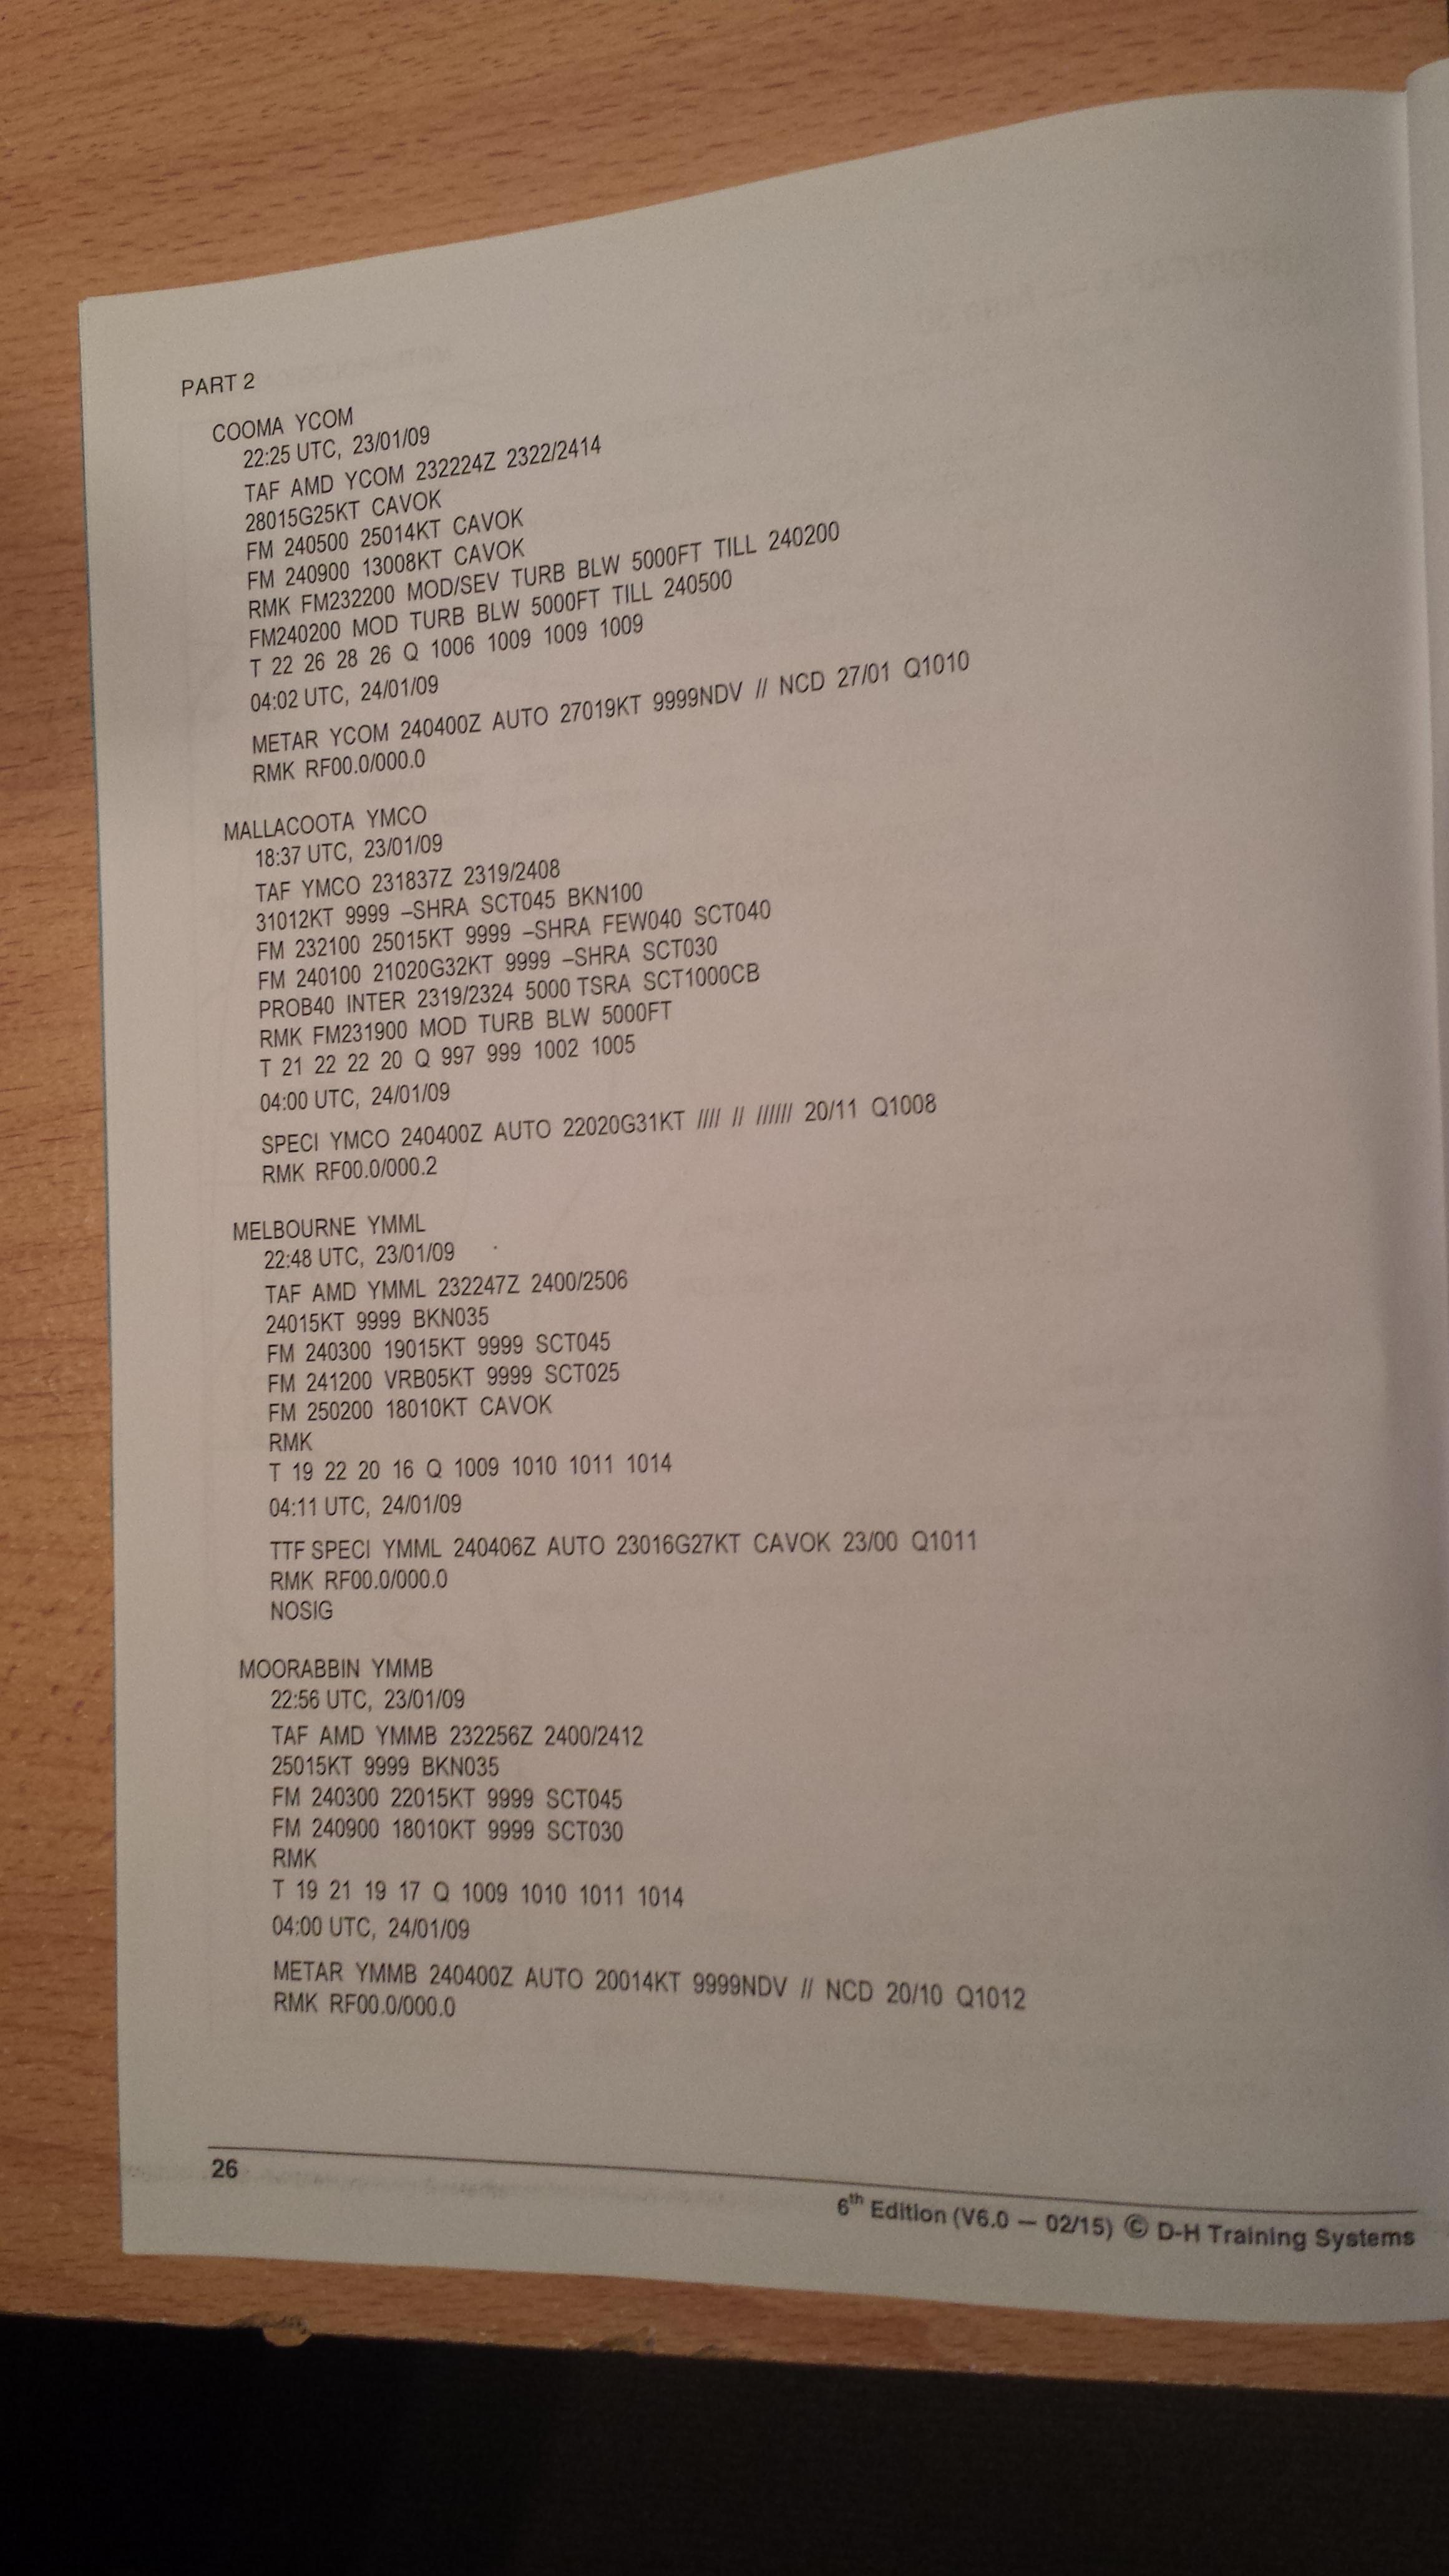 PART 2
COOMA YCOM
22:25 UTC, 23/01/09
TAF AMD YCOM 232224Z 2322/2414
28015G25KT CAVOK
FM 240500 25014KT CAVOK
FM 240900 13008KT CAVOK
RMK FM232200 MOD/SEV TURB BLW 5000FT TILL 240200
FM240200 MOD TURB BLW 5000FT TILL 240500
T 22 26 28 26 Q 1006 1009 1009 1009
04:02 UTC, 24/01/09
METAR YCOM 240400Z AUTO 27019KT 9999NDV // NCD 27/01 Q1010
RMK RF00.0/000.0
MALLACOOTA YMCO
18:37 UTC, 23/01/09
TAF YMCO 231837Z 2319/2408
31012KT 9999 –SHRA SCT045 BKN100
FM 232100 25015KT 9999 –SHRA FEW040 SCT040
FM 240100 21020G32KT 9999 –SHRA SCT030
PROB40 INTER 2319/2324 5000 TSRA SCT1000CB
RMK FM231900 MOD TURB BLW 5000FT
T 21 22 22 20 Q 997 999 1002 1005
04:00 UTC, 24/01/09
SPECI YMCO 240400Z AUTO 22020G31KT //// // ////// 20/11 Q1008
RMK RF00.0/000.2
MELBOURNE YMML
22:48 UTC, 23/01/09
TAF AMD YMML 232247Z 2400/2506
24015KT 9999 BKN035
FM 240300 19015KT 9999 SCT045
FM 241200 VRB05KT 9999 SCT025
FM 250200 18010KT CAVOK
RMK
T 19 22 20 16 Q 1009 1010 1011 1014
04:11 UTC, 24/01/09
TTF SPECI YMML 240406Z AUTO 23016G27KT CAVOK 23/00 Q1011
RMK RF00.0/000.0
NOSIG
MOORABBIN YMMB
22:56 UTC, 23/01/09
TAF AMD YMMB 232256Z 2400/2412
25015KT 9999 BKN035
FM 240300 22015KT 9999 SCT045
FM 240900 18010KT 9999 SCT030
RMK
T 19 21 19 17 Q 1009 1010 1011 1014
04:00 UTC, 24/01/09
METAR YMMB 240400Z AUTO 20014KT 9999NDV // NCD 20/10 Q1012
RMK RF00.0/000.0
26
6th Edition (V6.0 — 02/15) © D-H Training Systems